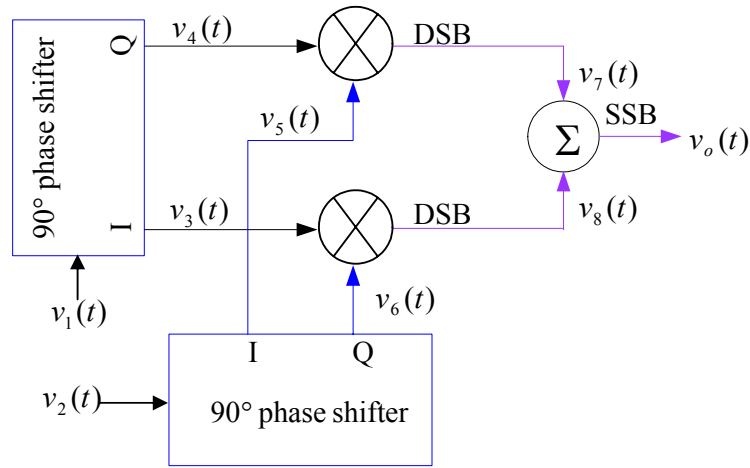 Q
v₄(t)
DSB
v₇(t)
90° phase shifter
v₅(t)
SSB
Σ
vₒ(t)
I
v₃(t)
DSB
v₈(t)
v₁(t)
v₆(t)
I
Q
v₂(t)
90° phase shifter